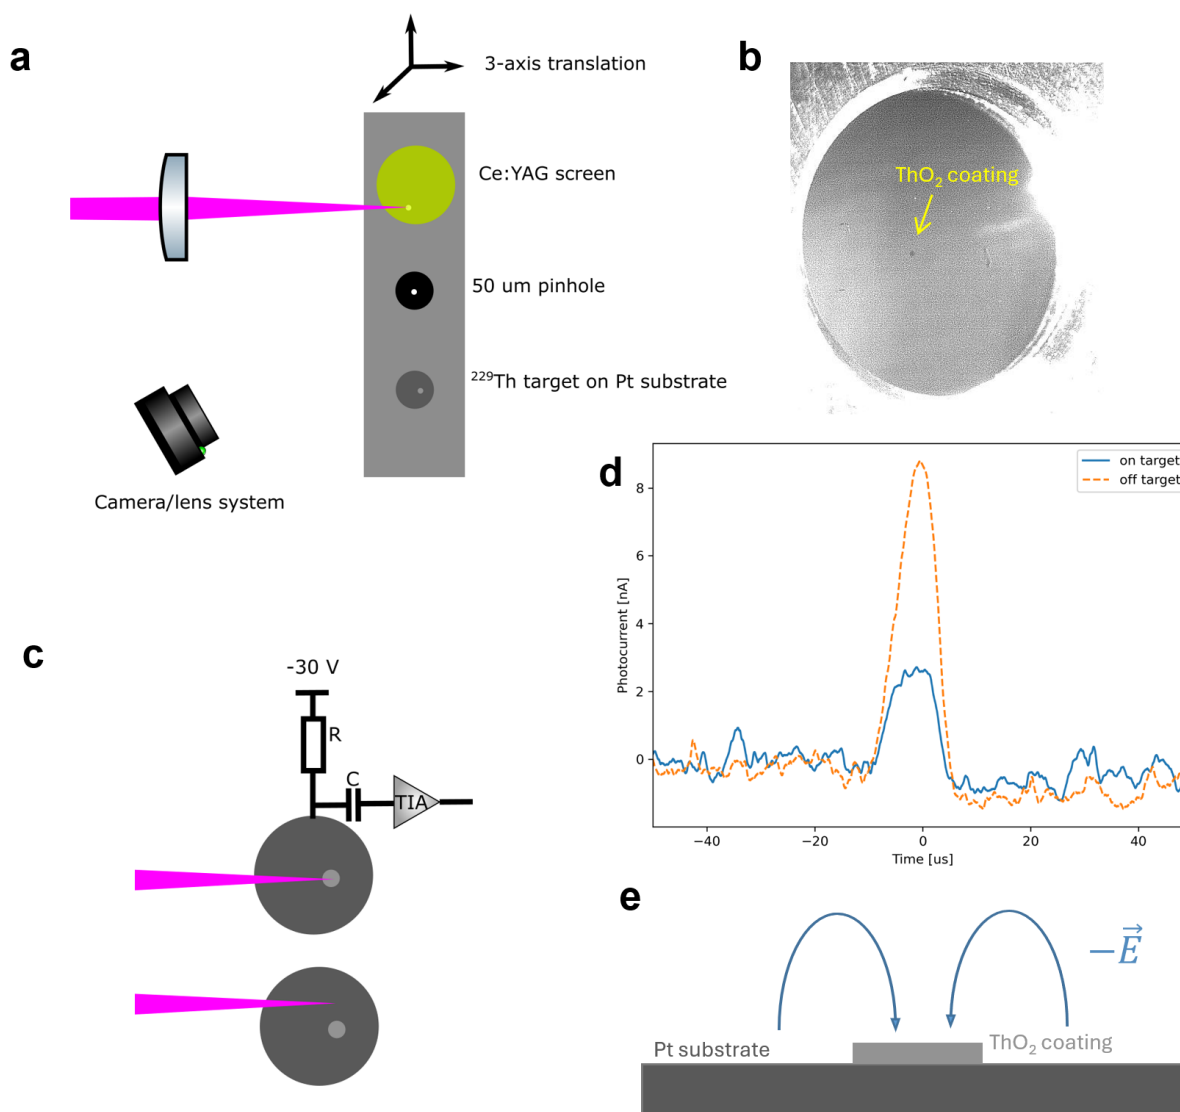 a
3-axis translation
Ce:YAG screen
50 um pinhole
²²⁹Th target on Pt substrate
Camera/lens system
b
ThO₂ coating
c
-30 V
R
C
TIA
d
on target
off target
Photocurrent [nA]
8
6
4
2
0
−40
−20
0
20
40
Time [us]
e
−E⃗
Pt substrate
ThO₂ coating